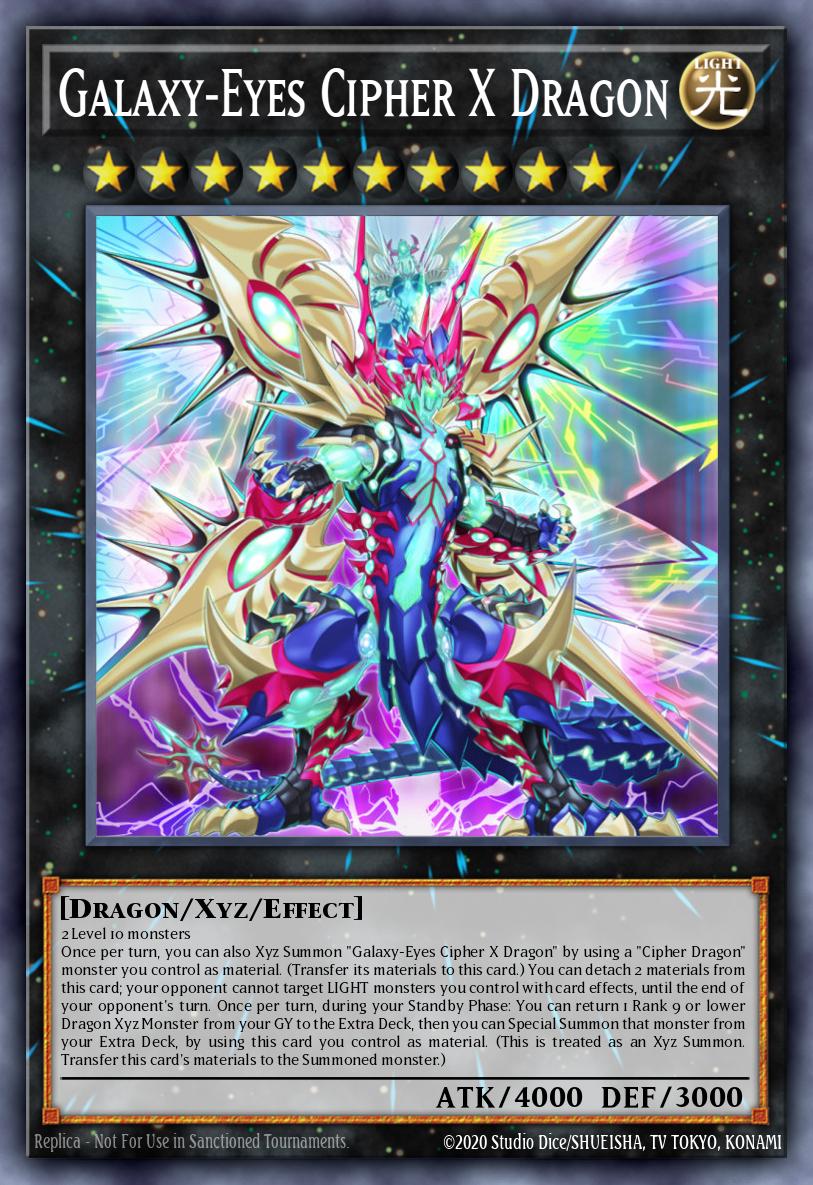 Galaxy-Eyes Cipher X Dragon
LIGHT
光
[Dragon/Xyz/Effect]
2 Level 10 monsters
Once per turn, you can also Xyz Summon "Galaxy-Eyes Cipher X Dragon" by using a "Cipher Dragon"
monster you control as material. (Transfer its materials to this card.) You can detach 2 materials from
this card; your opponent cannot target LIGHT monsters you control with card effects, until the end of
your opponent's turn. Once per turn, during your Standby Phase: You can return 1 Rank 9 or lower
Dragon Xyz Monster from your GY to the Extra Deck, then you can Special Summon that monster from
your Extra Deck, by using this card you control as material. (This is treated as an Xyz Summon.
Transfer this card's materials to the Summoned monster.)
ATK/4000 DEF/3000
Replica - Not For Use in Sanctioned Tournaments.
©2020 Studio Dice/SHUEISHA, TV TOKYO, KONAMI